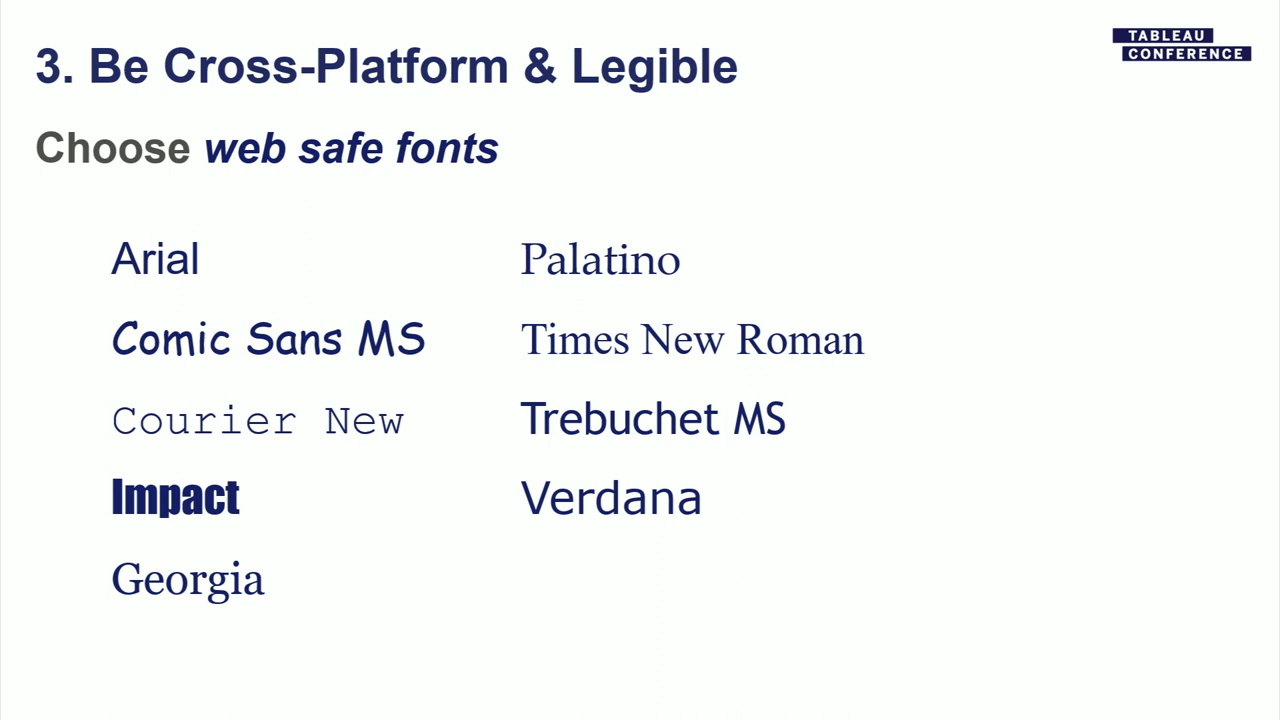 3. Be Cross-Platform & Legible
TABLEAU
CONFERENCE
Choose web safe fonts
Arial
Comic Sans MS
Courier New
Impact
Georgia
Palatino
Times New Roman
Trebuchet MS
Verdana